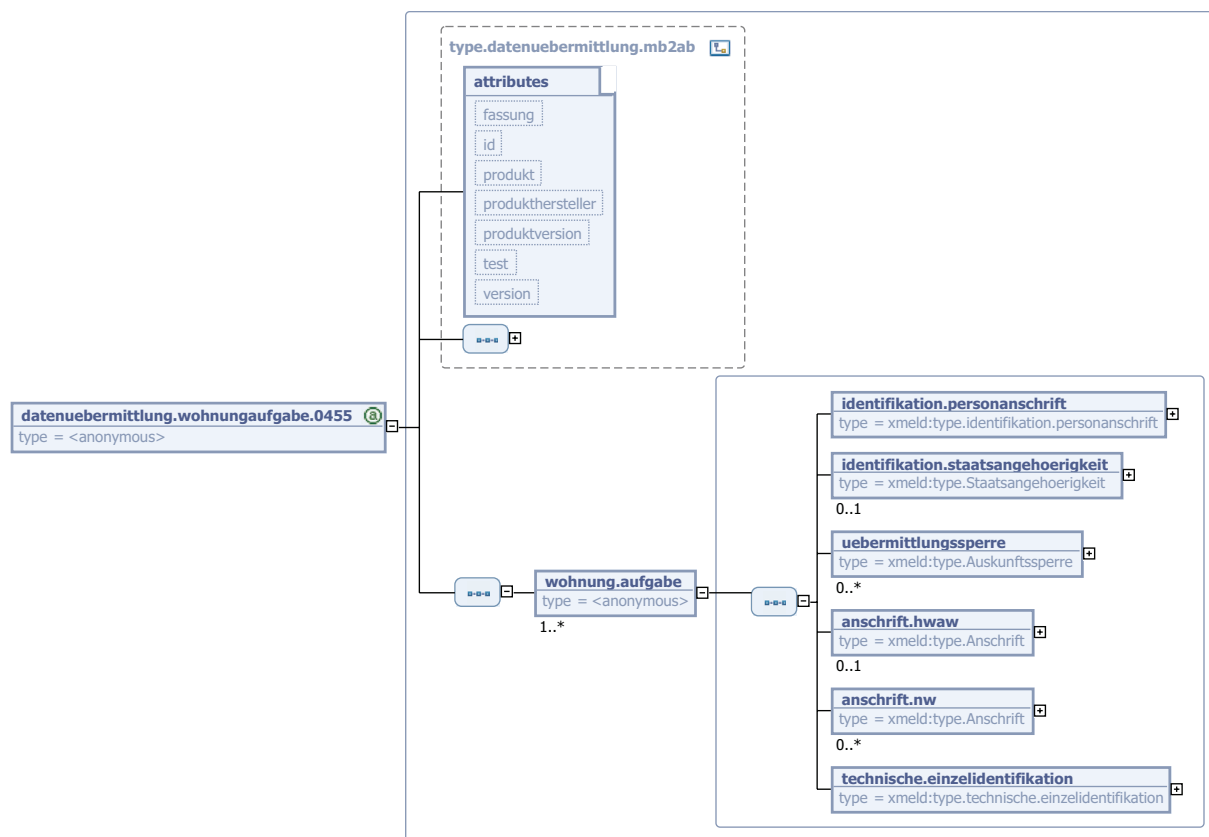 type.datenuebermittlung.mb2ab
attributes
fassung
id
produkt
produkthersteller
produktversion
test
version
datenuebermittlung.wohnungaufgabe.0455 a
type = <anonymous>
wohnung.aufgabe
type = <anonymous>
1..*
identifikation.personanschrift
type = xmeld:type.identifikation.personanschrift
identifikation.staatsangehoerigkeit
type = xmeld:type.Staatsangehoerigkeit
0..1
uebermittlungssperre
type = xmeld:type.Auskunftssperre
0..*
anschrift.hwaw
type = xmeld:type.Anschrift
0..1
anschrift.nw
type = xmeld:type.Anschrift
0..*
technische.einzelidentifikation
type = xmeld:type.technische.einzelidentifikation